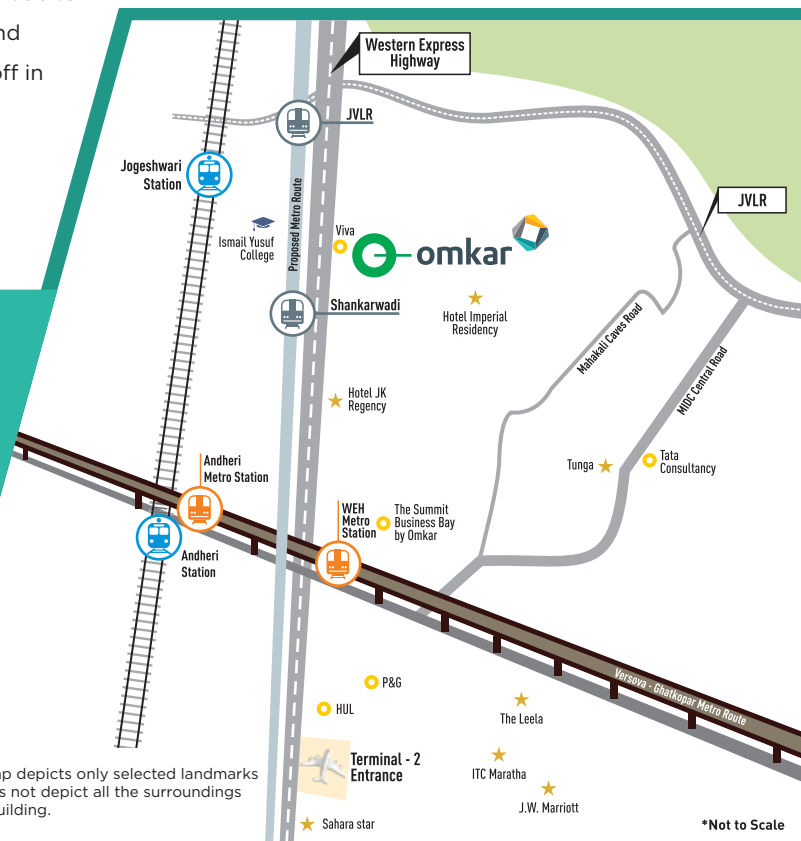 nd
off in
Western Express
Highway
JVLR
Jogeshwari
Station
JVLR
Proposed Metro Route
Ismail Yusuf
College
Viva
omkar
Shankarwadi
Hotel Imperial
Residency
Mahakali Caves Road
MIDC Central Road
Hotel JK
Regency
Tunga
Tata
Consultancy
Andheri
Metro Station
WEH
Metro
Station
The Summit
Business Bay
by Omkar
Andheri
Station
Versova - Ghatkopar Metro Route
P&G
HUL
The Leela
Terminal - 2
Entrance
ITC Maratha
J.W. Marriott
Sahara star
depicts only selected landmarks
not depict all the surroundings
*Not to Scale